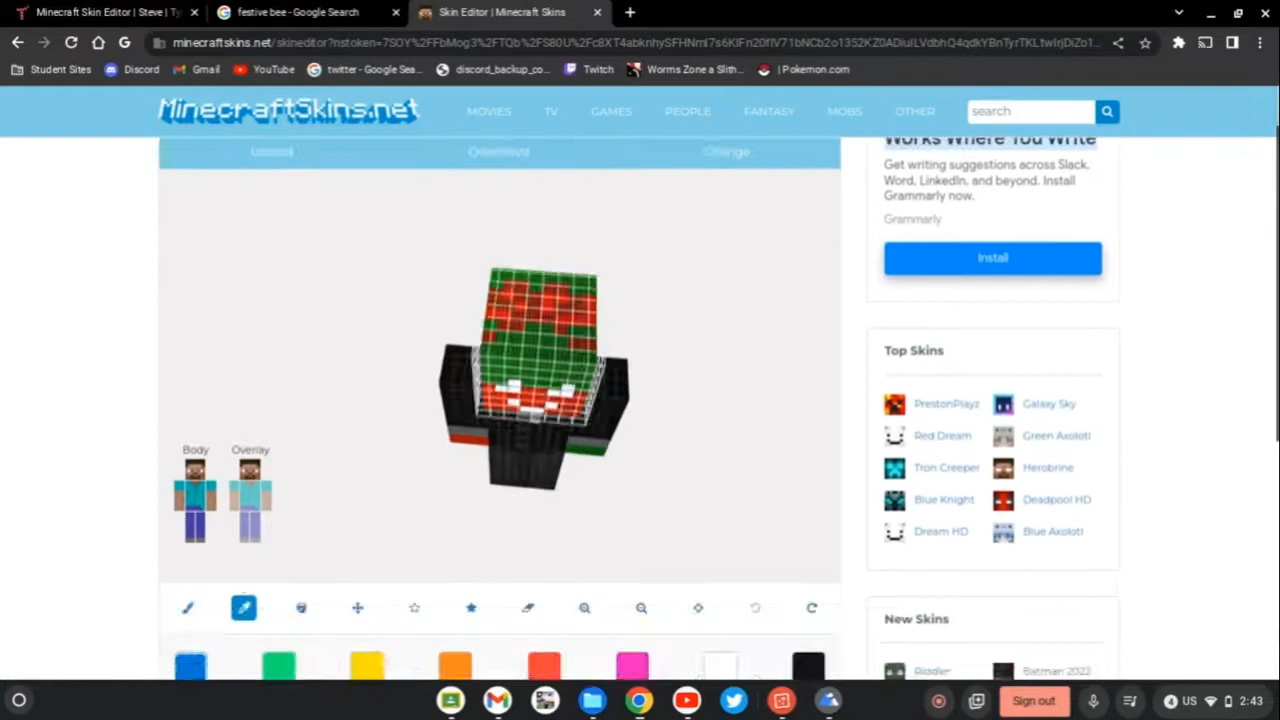 Minecraft Skin Editor | Steve | Ty
festive bee - Google Search
Skin Editor | Minecraft Skins
Student Sites
Discord
Gmail
YouTube
twitter - Google Sea...
discord_backup_co...
Twitch
Worms Zone a Slith...
| Pokemon.com
MinecraftSkins.net
MOVIES
TV
GAMES
PEOPLE
FANTASY
MOBS
OTHER
search
Upload
Download
Change
Works Where You Write
Get writing suggestions across Slack,
Word, LinkedIn, and beyond. Install
Grammarly now.
Grammarly
Install
Body
Overlay
Top Skins
PrestonPlayz
Galaxy Sky
Red Dream
Green Axolotl
Tron Creeper
Herobrine
Blue Knight
Deadpool HD
Dream HD
Blue Axolotl
New Skins
Riddler
Batman 2022
Sign out
4 US 2:43